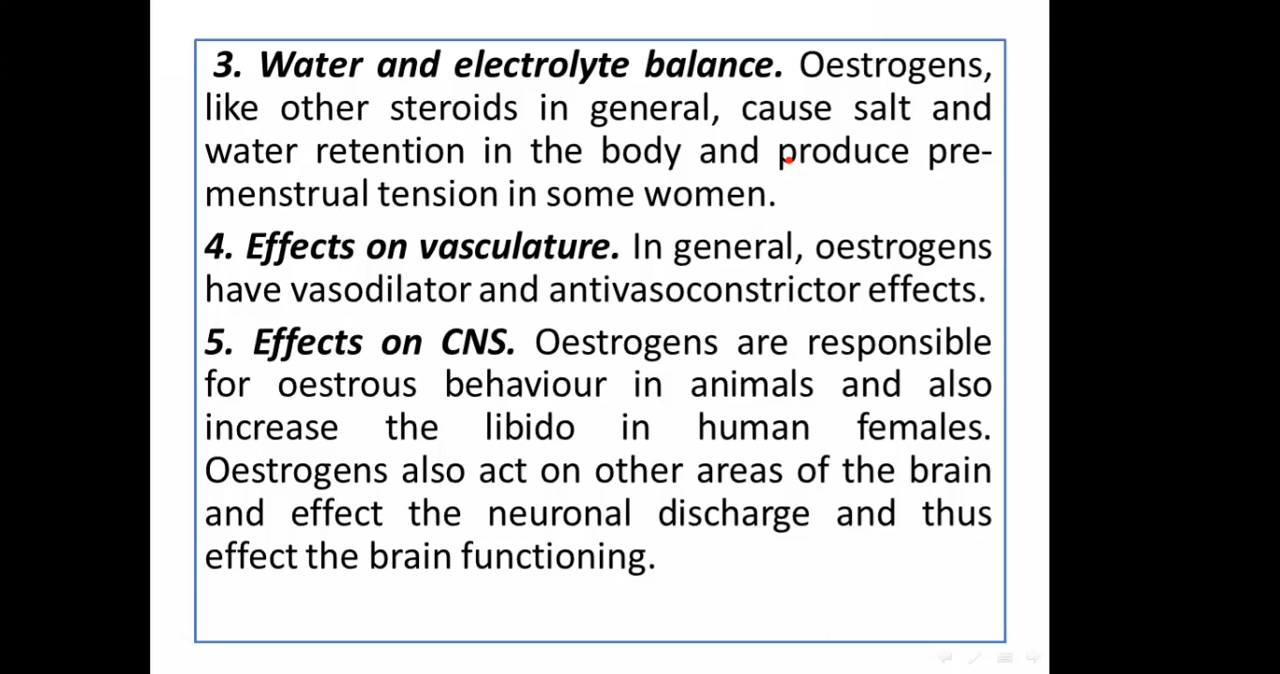 3. Water and electrolyte balance. Oestrogens,
like other steroids in general, cause salt and
water retention in the body and produce pre-
menstrual tension in some women.
4. Effects on vasculature. In general, oestrogens
have vasodilator and antivasoconstrictor effects.
5. Effects on CNS. Oestrogens are responsible
for oestrous behaviour in animals and also
increase the libido in human females.
Oestrogens also act on other areas of the brain
and effect the neuronal discharge and thus
effect the brain functioning.